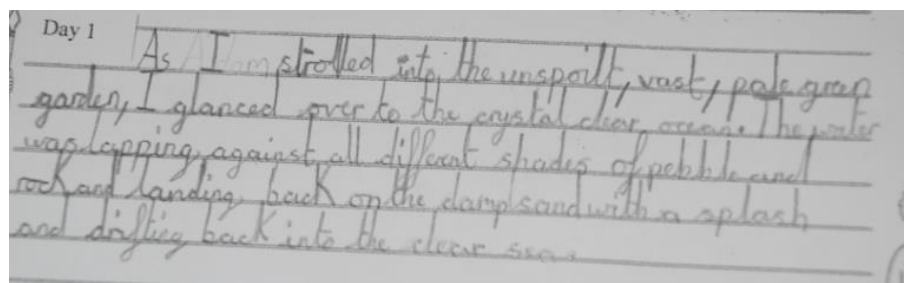 Day 1
As I strolled into the unspoilt, vast, pale green
garden, I glanced over to the crystal clear, ocean. The water
was lapping against all different shades of pebble and
rock and landing back on the damp sand with a splash
and drifting back into the clear sea.